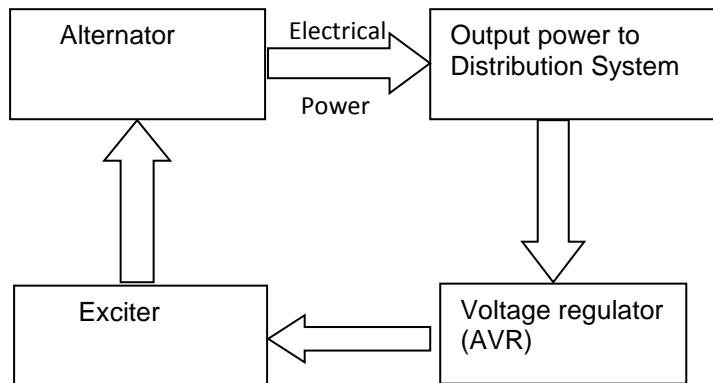 Alternator
Electrical
Power
Output power to
Distribution System
Exciter
Voltage regulator
(AVR)